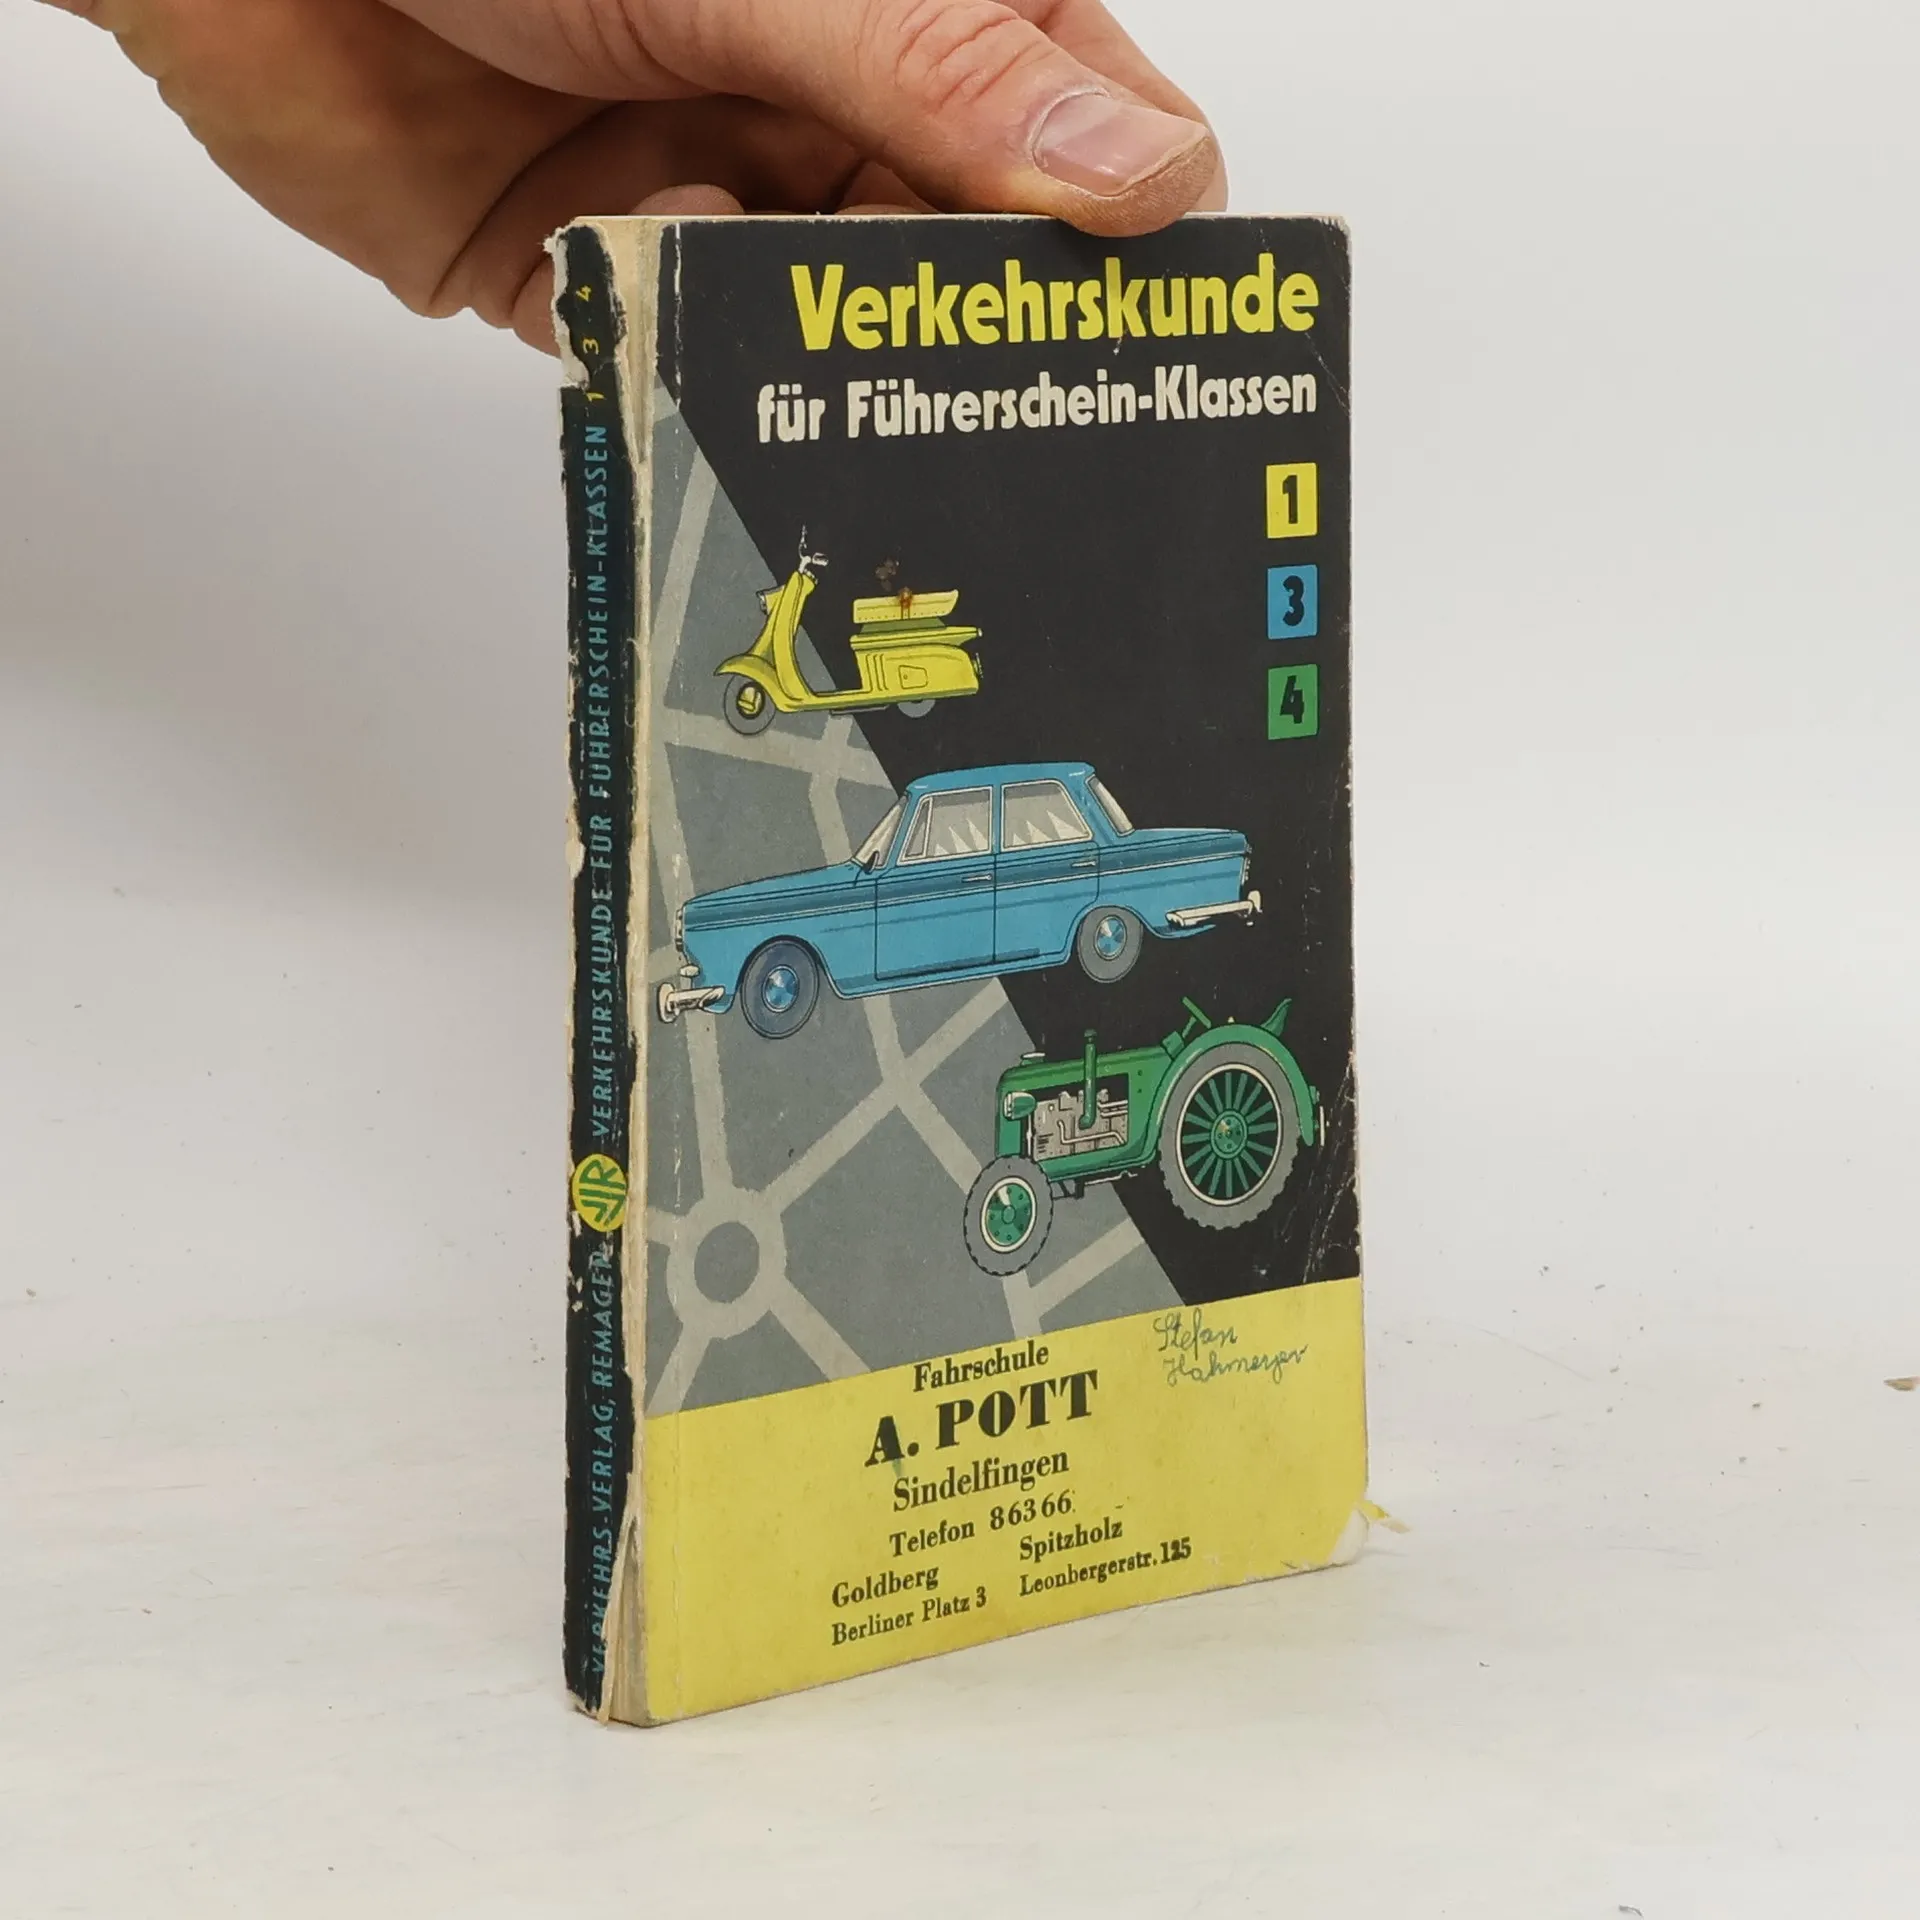 Verkehrskunde
für Führerschein-Klassen
1
3
4
Fahrschule
A. POTT
Sindelfingen
Telefon 86366
Goldberg
Berliner Platz 3
Spitzholz
Leonbergerstr. 125
Stefan
VERKEHRS-VERLAG, REMAGEN VERKEHRSKUNDE FÜR FÜHRERSCHEIN-KLASSEN 1 3 4